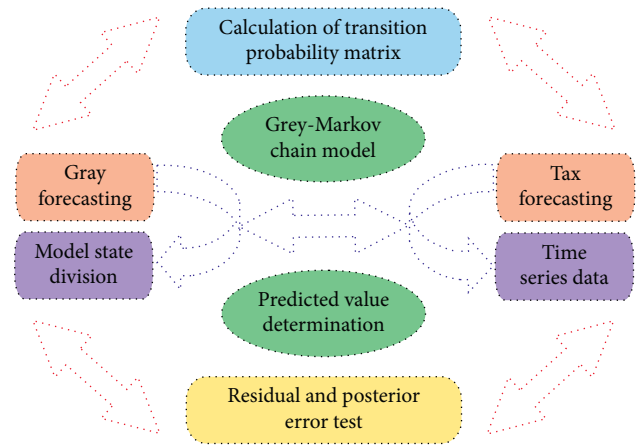 Calculation of transition
probability matrix
Grey-Markov
chain model
Gray
forecasting
Tax
forecasting
Model state
division
Time
series data
Predicted value
determination
Residual and posterior
error test